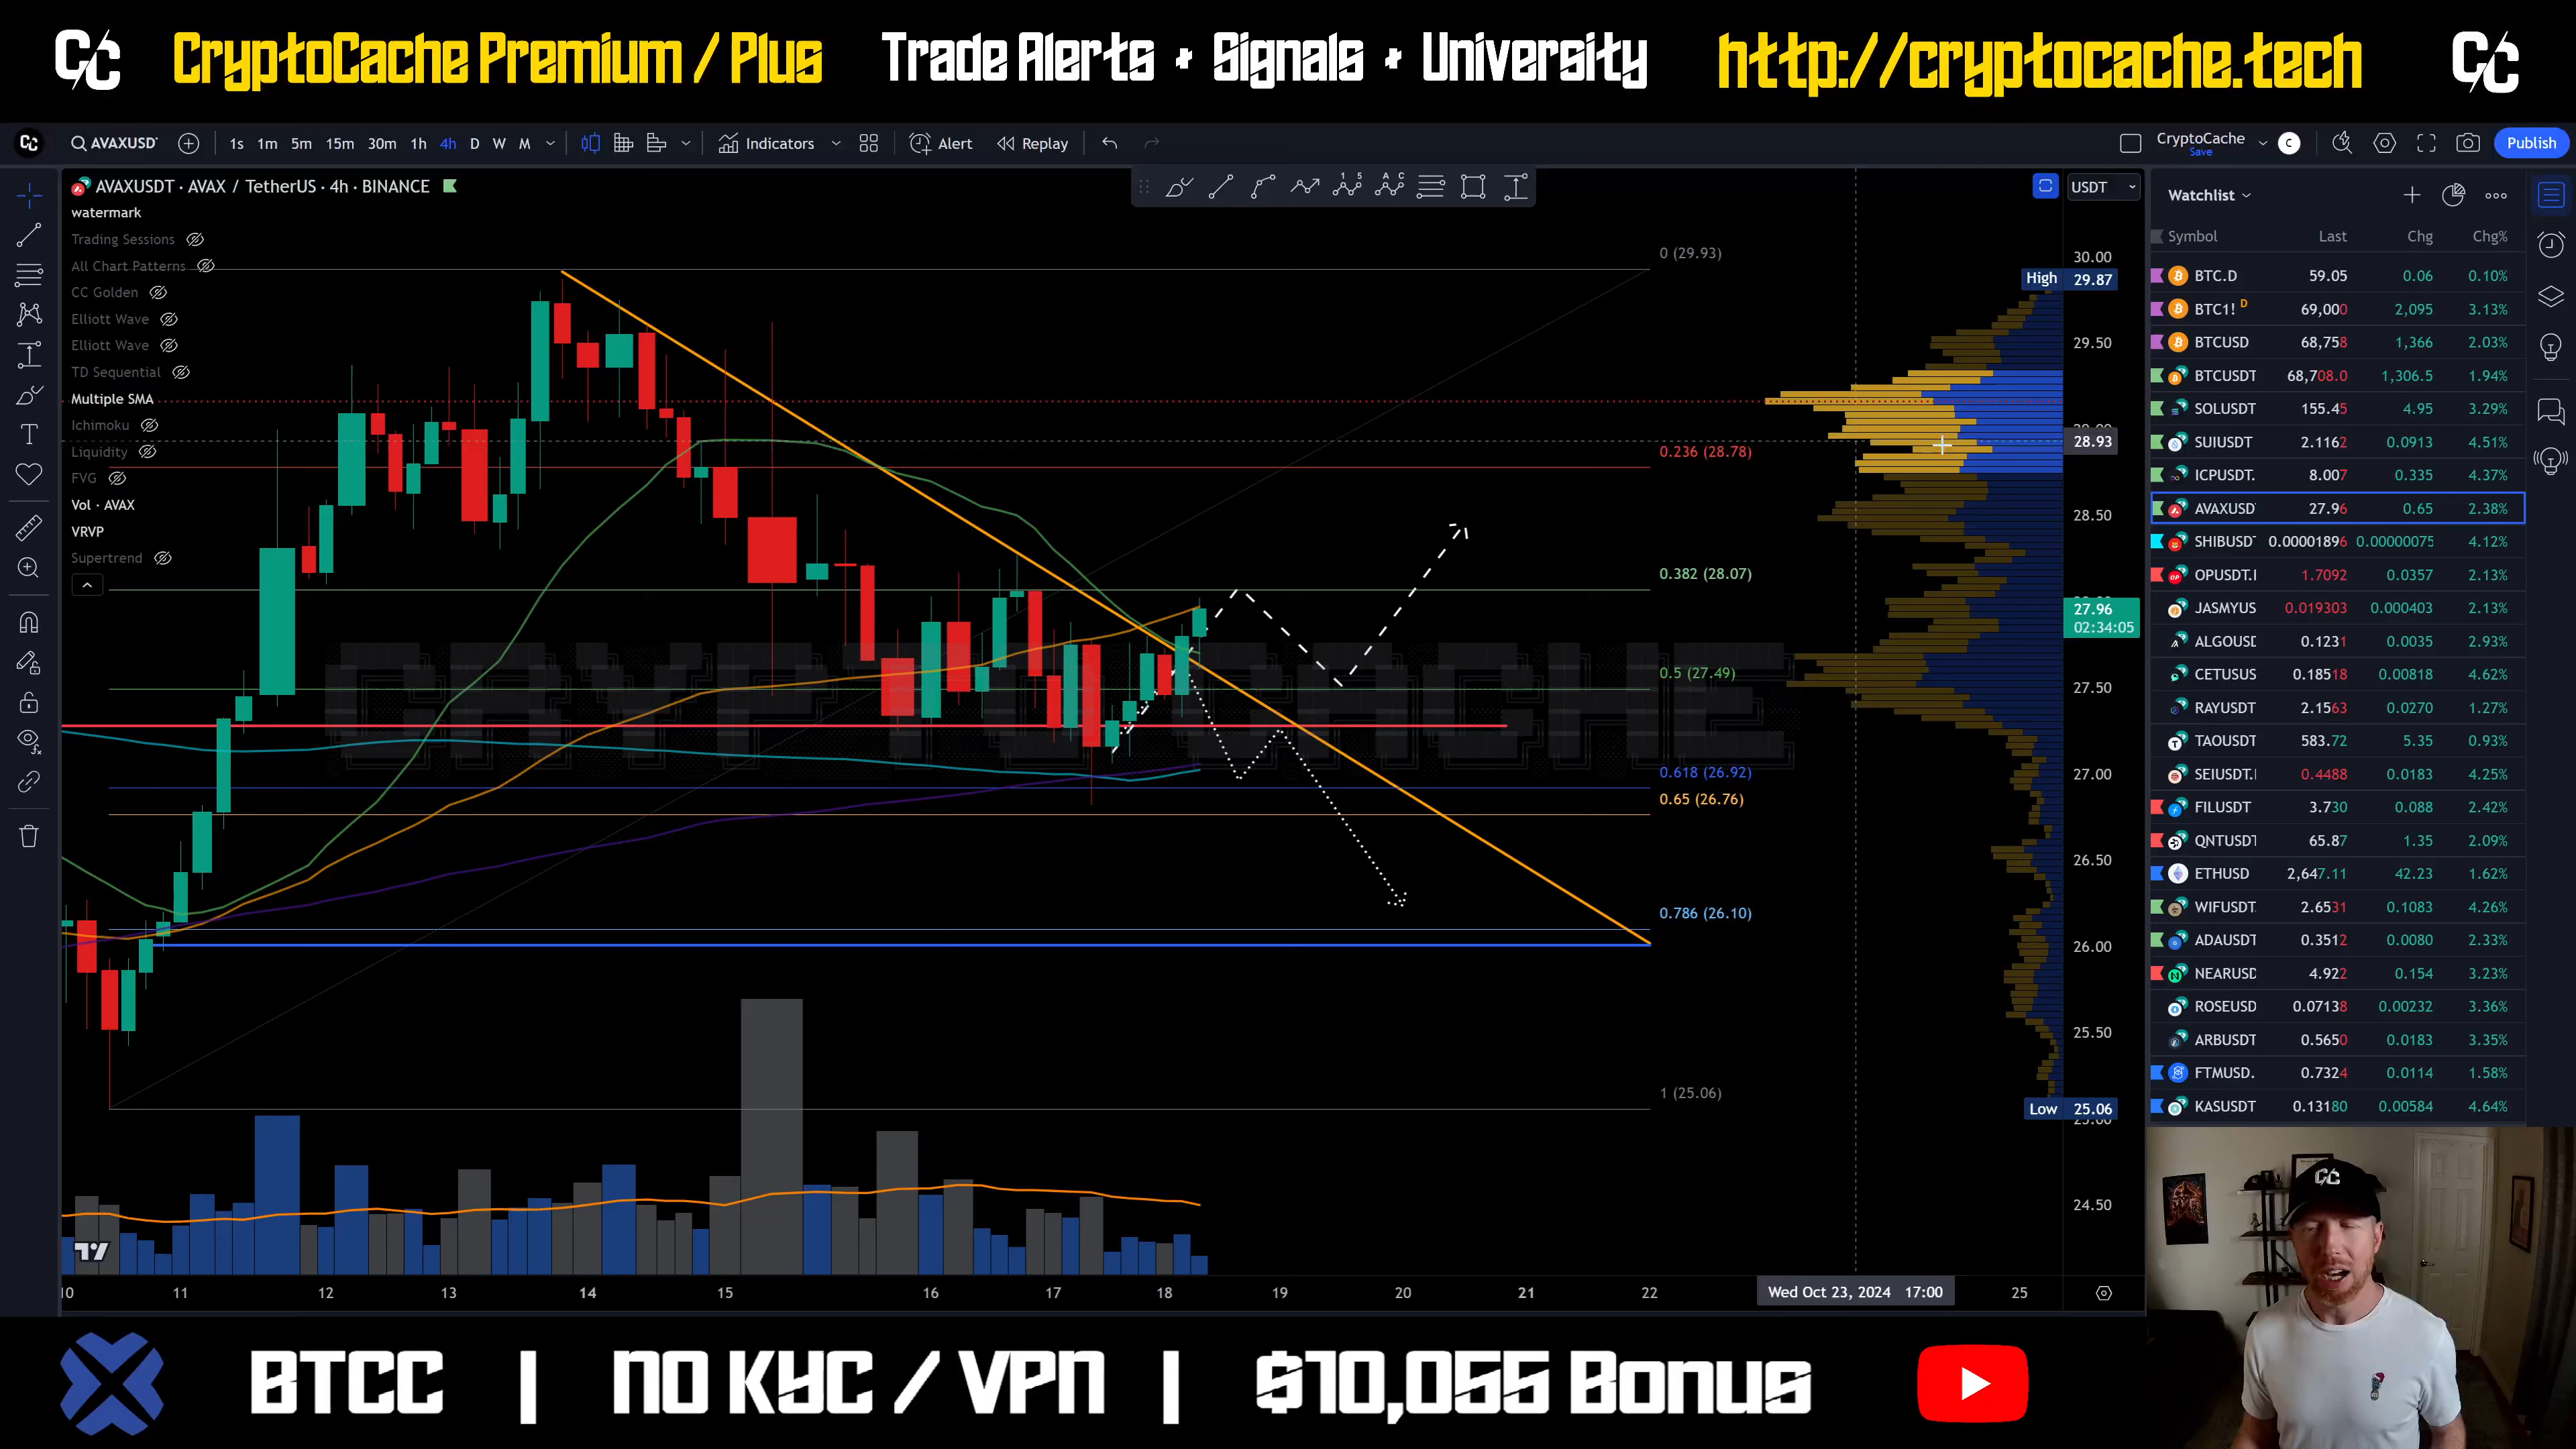 CC CryptoCache Premium / Plus Trade Alerts + Signals + University http://cryptocache.tech CC
AVAXUSD 1s 1m 5m 15m 30m 1h 4h D W M Indicators Alert Replay CryptoCache Save C Publish
AVAXUSDT · AVAX / TetherUS · 4h · BINANCE
watermark
Trading Sessions
All Chart Patterns
CC Golden
Elliott Wave
Elliott Wave
TD Sequential
Multiple SMA
Ichimoku
Liquidity
FVG
Vol · AVAX
VRVP
Supertrend
0 (29.93)
0.236 (28.78)
0.382 (28.07)
0.5 (27.49)
0.618 (26.92)
0.65 (26.76)
0.786 (26.10)
1 (25.06)
USDT
30.00
High 29.87
29.50
28.93
28.50
27.96
02:34:05
27.50
27.00
26.50
26.00
25.50
Low 25.06
24.50
10 11 12 13 14 15 16 17 18 19 20 21 22 Wed Oct 23, 2024 17:00 25
Watchlist
Symbol Last Chg Chg%
BTC.D 59.05 0.06 0.10%
BTC1! D 69,000 2,095 3.13%
BTCUSD 68,758 1,366 2.03%
BTCUSDT 68,708.0 1,306.5 1.94%
SOLUSDT 155.45 4.95 3.29%
SUIUSDT 2.1162 0.0913 4.51%
ICPUSDT. 8.007 0.335 4.37%
AVAXUSD 27.96 0.65 2.38%
SHIBUSDT 0.00001896 0.00000075 4.12%
OPUSDT.I 1.7092 0.0357 2.13%
JASMYUS 0.019303 0.000403 2.13%
ALGOUSD 0.1231 0.0035 2.93%
CETUSUS 0.18518 0.00818 4.62%
RAYUSDT 2.1563 0.0270 1.27%
TAOUSDT 583.72 5.35 0.93%
SEIUSDT.I 0.4488 0.0183 4.25%
FILUSDT 3.730 0.088 2.42%
QNTUSDT 65.87 1.35 2.09%
ETHUSD 2,647.11 42.23 1.62%
WIFUSDT. 2.6531 0.1083 4.26%
ADAUSDT 0.3512 0.0080 2.33%
NEARUSD 4.922 0.154 3.23%
ROSEUSD 0.07138 0.00232 3.36%
ARBUSDT 0.5650 0.0183 3.35%
FTMUSD. 0.7324 0.0114 1.58%
KASUSDT 0.13180 0.00584 4.64%
CC
BTCC | NO KYC / VPN | $10,055 Bonus